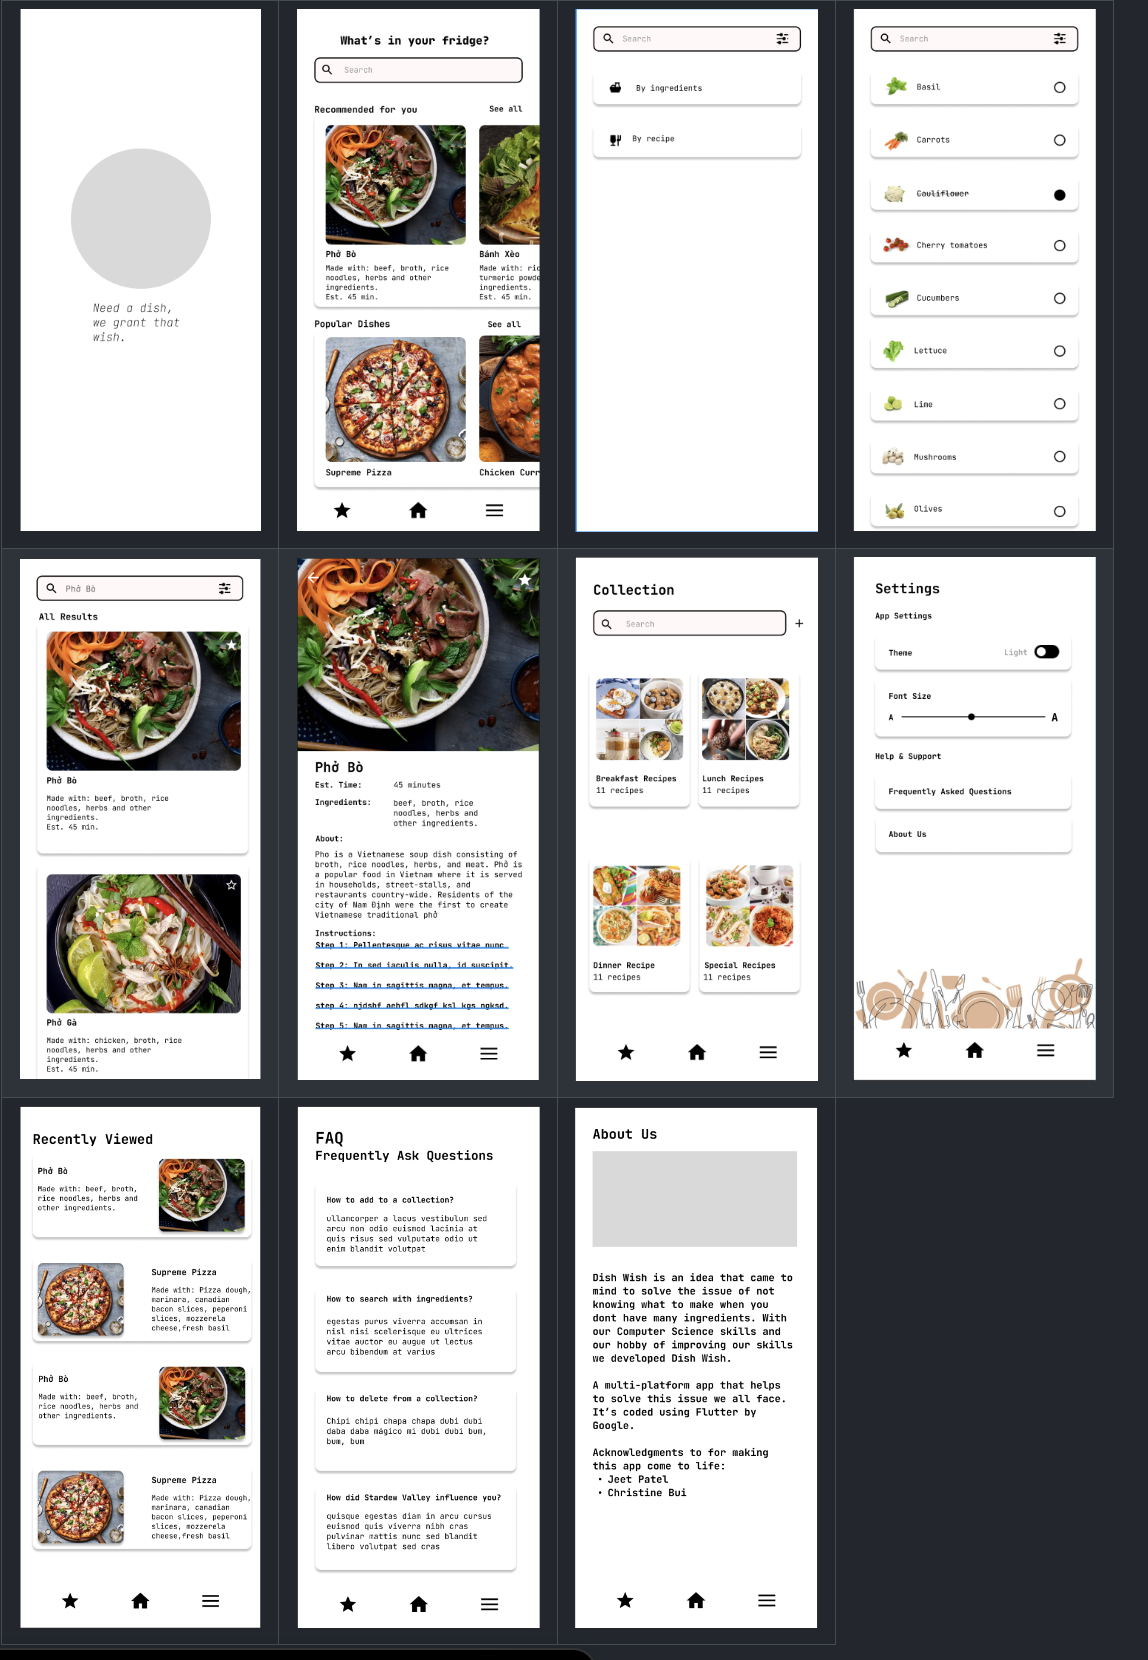 Need a dish,
we grant that
wish.
What's in your fridge?
Search
Recommended for you
See all
Phở Bò
Made with: beef, broth, rice
noodles, herbs and other
ingredients.
Est. 45 min.
Bánh Xèo
Made with: ric
turmeric powde
ingredients.
Est. 45 min.
Popular Dishes
See all
Supreme Pizza
Chicken Curr
Search
By ingredients
By recipe
Search
Basil
Carrots
Cauliflower
Cherry tomatoes
Cucumbers
Lettuce
Lime
Mushrooms
Olives
Phở Bò
All Results
Phở Bò
Made with: beef, broth, rice
noodles, herbs and other
ingredients.
Est. 45 min.
Phở Gà
Made with: chicken, broth, rice
noodles, herbs and other
ingredients.
Est. 45 min.
Phở Bò
Est. Time: 45 minutes
Ingredients: beef, broth, rice
noodles, herbs and
other ingredients.
About:
Pho is a Vietnamese soup dish consisting of
broth, rice noodles, herbs, and meat. Phở is
a popular food in Vietnam where it is served
in households, street-stalls, and
restaurants country-wide. Residents of the
city of Nam Định were the first to create
Vietnamese traditional phở
Instructions:
Step 1: Pellentesque ac risus vitae nunc
Step 2: In sed iaculis nulla, id suscipit.
Step 3: Nam in sagittis magna, et tempus.
step 4: njdshf aehfl sdkgf ksl kgs ngksd.
Step 5: Nam in sagittis magna, et tempus.
Collection
Search
+
Breakfast Recipes
11 recipes
Lunch Recipes
11 recipes
Dinner Recipe
11 recipes
Special Recipes
11 recipes
Settings
App Settings
Theme
Light
Font Size
A
A
Help & Support
Frequently Asked Questions
About Us
Recently Viewed
Phở Bò
Made with: beef, broth,
rice noodles, herbs and
other ingredients.
Supreme Pizza
Made with: Pizza dough,
marinara, canadian
bacon slices, peperoni
slices, mozzerela
cheese,fresh basil
Phở Bò
Made with: beef, broth,
rice noodles, herbs and
other ingredients.
Supreme Pizza
Made with: Pizza dough,
marinara, canadian
bacon slices, peperoni
slices, mozzerela
cheese,fresh basil
FAQ
Frequently Ask Questions
How to add to a collection?
ullamcorper a lacus vestibulum sed
arcu non odio euismod lacinia at
quis risus sed vulputate odio ut
enim blandit volutpat
How to search with ingredients?
egestas purus viverra accumsan in
nisl nisi scelerisque eu ultrices
vitae auctor eu augue ut lectus
arcu bibendum at varius
How to delete from a collection?
Chipi chipi chapa chapa dubi dubi
daba daba mágico mi dubi dubi bum,
bum, bum
How did Stardew Valley influence you?
quisque egestas diam in arcu cursus
euismod quis viverra nibh cras
pulvinar mattis nunc sed blandit
libero volutpat sed cras
About Us
Dish Wish is an idea that came to
mind to solve the issue of not
knowing what to make when you
dont have many ingredients. With
our Computer Science skills and
our hobby of improving our skills
we developed Dish Wish.
A multi-platform app that helps
to solve this issue we all face.
It's coded using Flutter by
Google.
Acknowledgments to for making
this app come to life:
• Jeet Patel
• Christine Bui